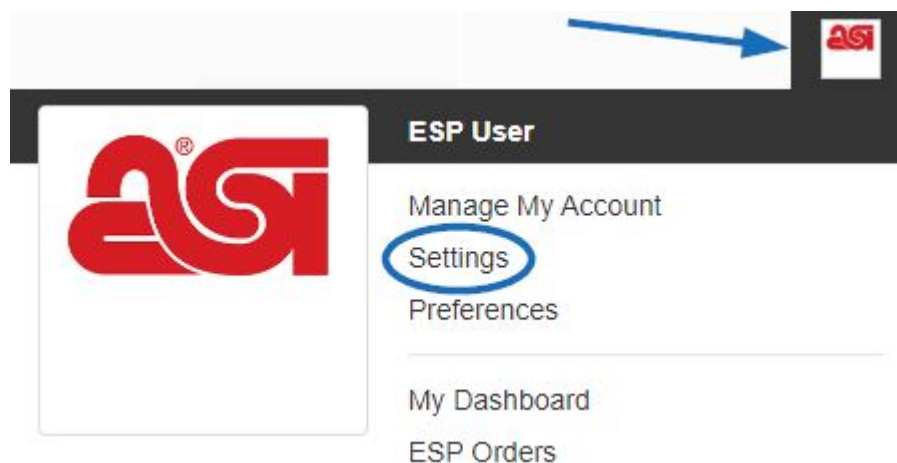 asi
ESP User
asi®
Manage My Account
Settings
Preferences
My Dashboard
ESP Orders